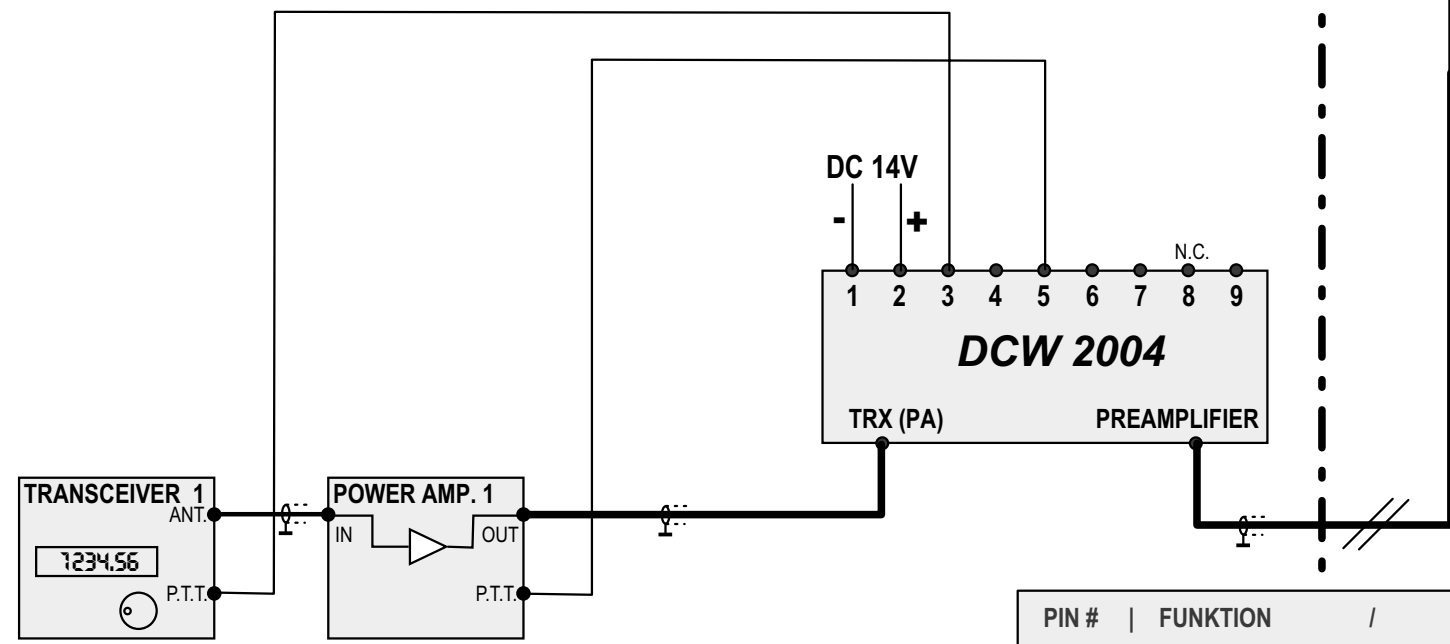 DC 14V
- +
N.C.
1 2 3 4 5 6 7 8 9
DCW 2004
TRX (PA) PREAMPLIFIER
TRANSCEIVER 1
ANT.
7234.56
P.T.T.
POWER AMP. 1
IN OUT
P.T.T.
PIN # | FUNKTION /